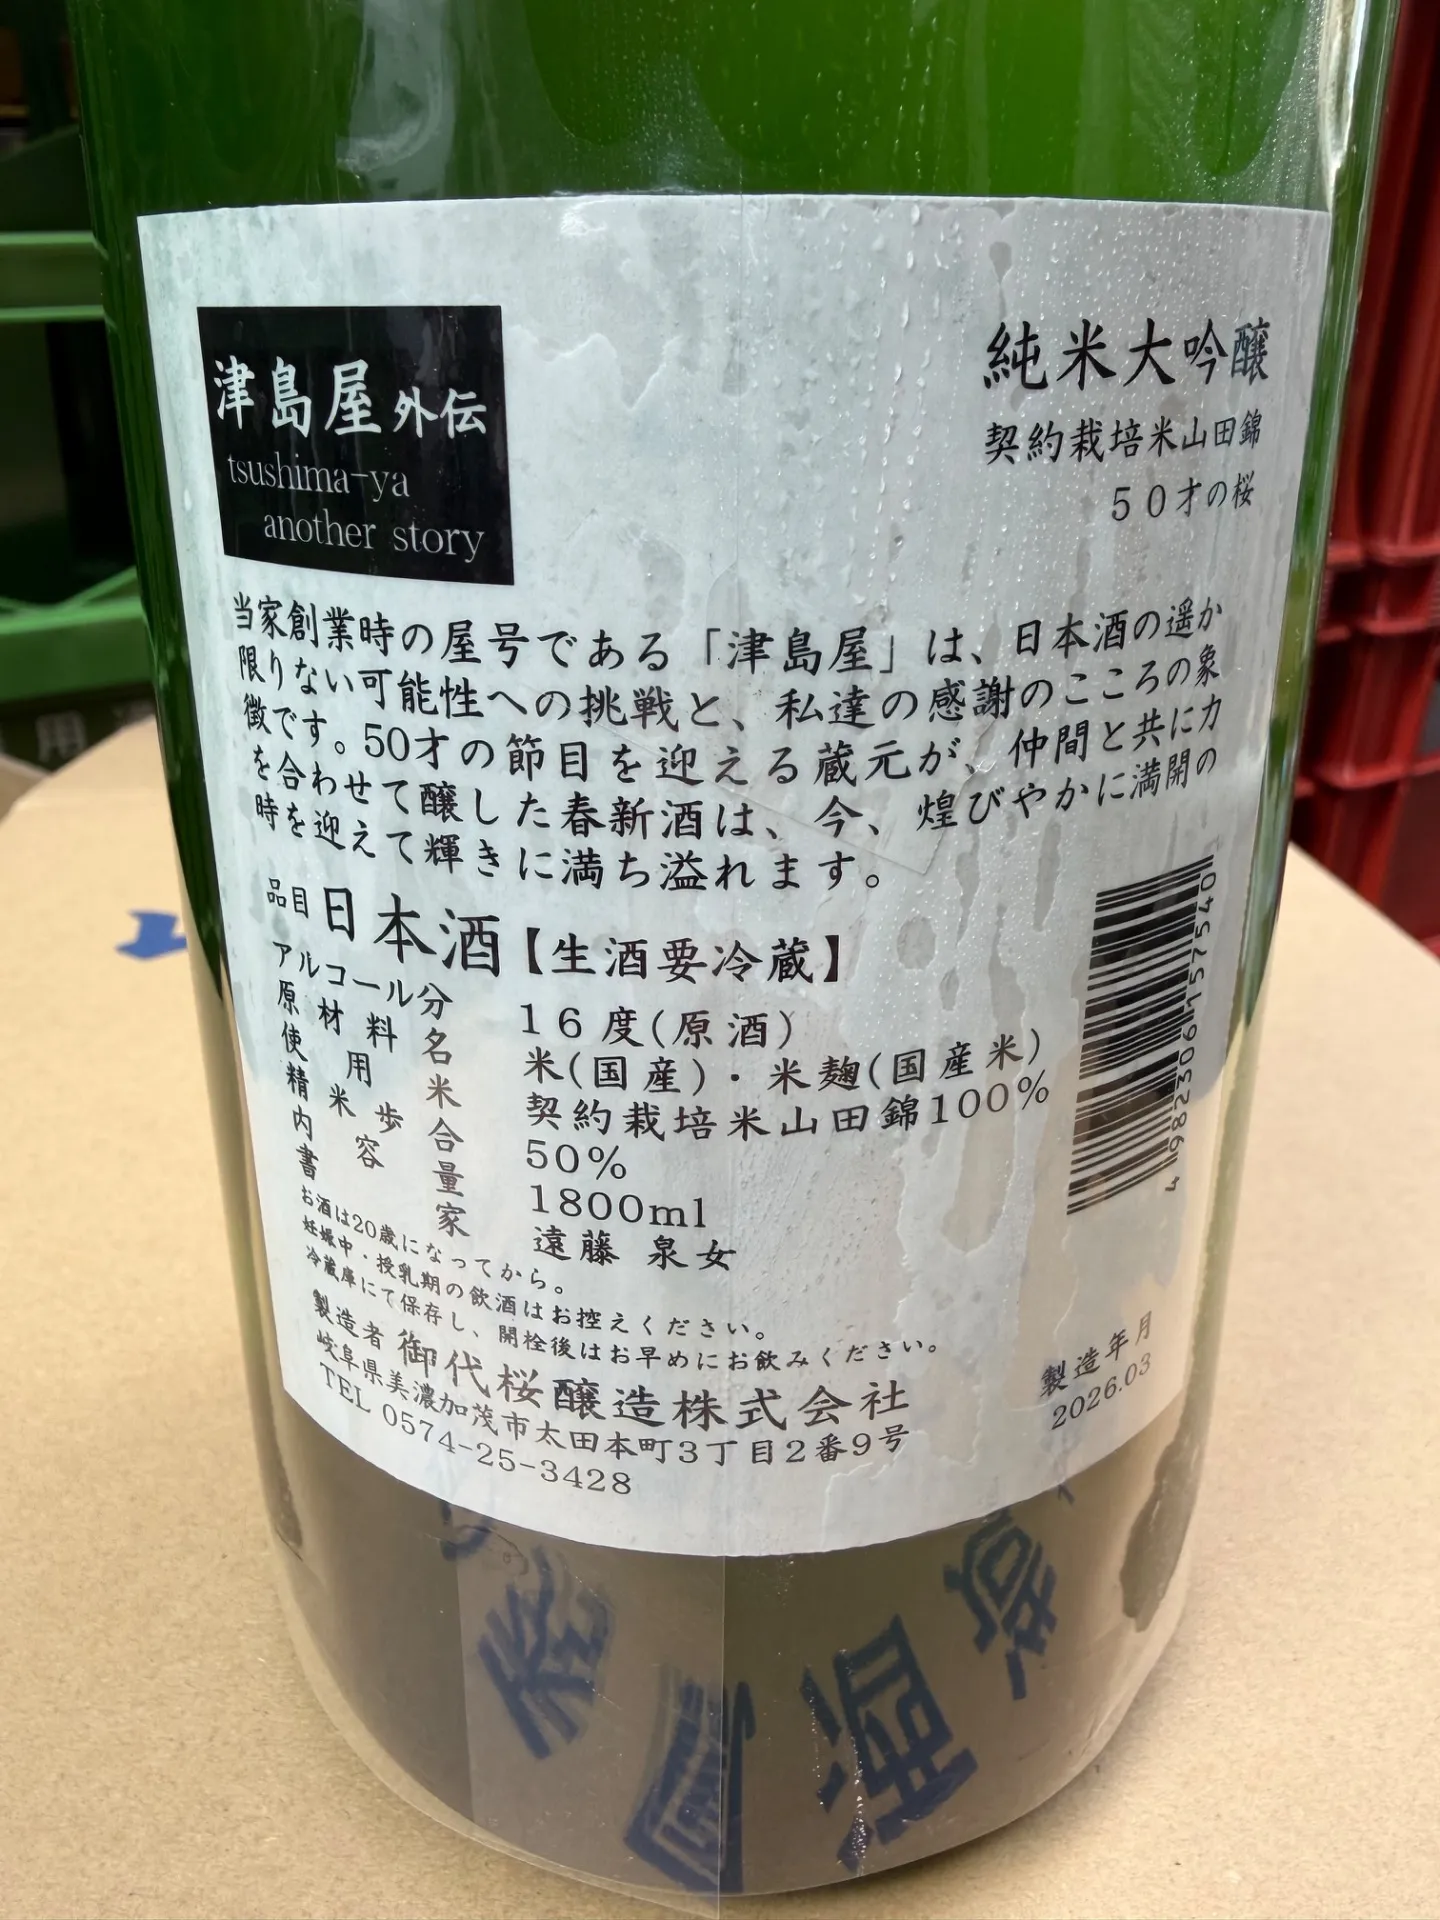 津島屋外伝
tsushima-ya
another story
純米大吟醸
契約栽培米山田錦
50才の桜
当家創業時の屋号である「津島屋」は、日本酒の遥か
限りない可能性への挑戦と、私達の感謝のこころの象
徴です。50才の節目を迎える蔵元が、仲間と共に力
を合わせて醸した春新酒は、今、煌びやかに満開の
時を迎えて輝きに満ち溢れます。
品目 日本酒【生酒要冷蔵】
アルコール分 16度(原酒)
原材料名 米(国産)・米麹(国産米)
使用米 契約栽培米山田錦100%
精米歩合 50%
内容量 1800ml
書家 遠藤 泉女
お酒は20歳になってから。
妊娠中・授乳期の飲酒はお控えください。
冷蔵庫にて保存し、開栓後はお早めにお飲みください。
製造者 御代桜醸造株式会社
岐阜県美濃加茂市太田本町3丁目2番9号
TEL 0574-25-3428
4 982306 157540
製造年月
2026.03
酒
用